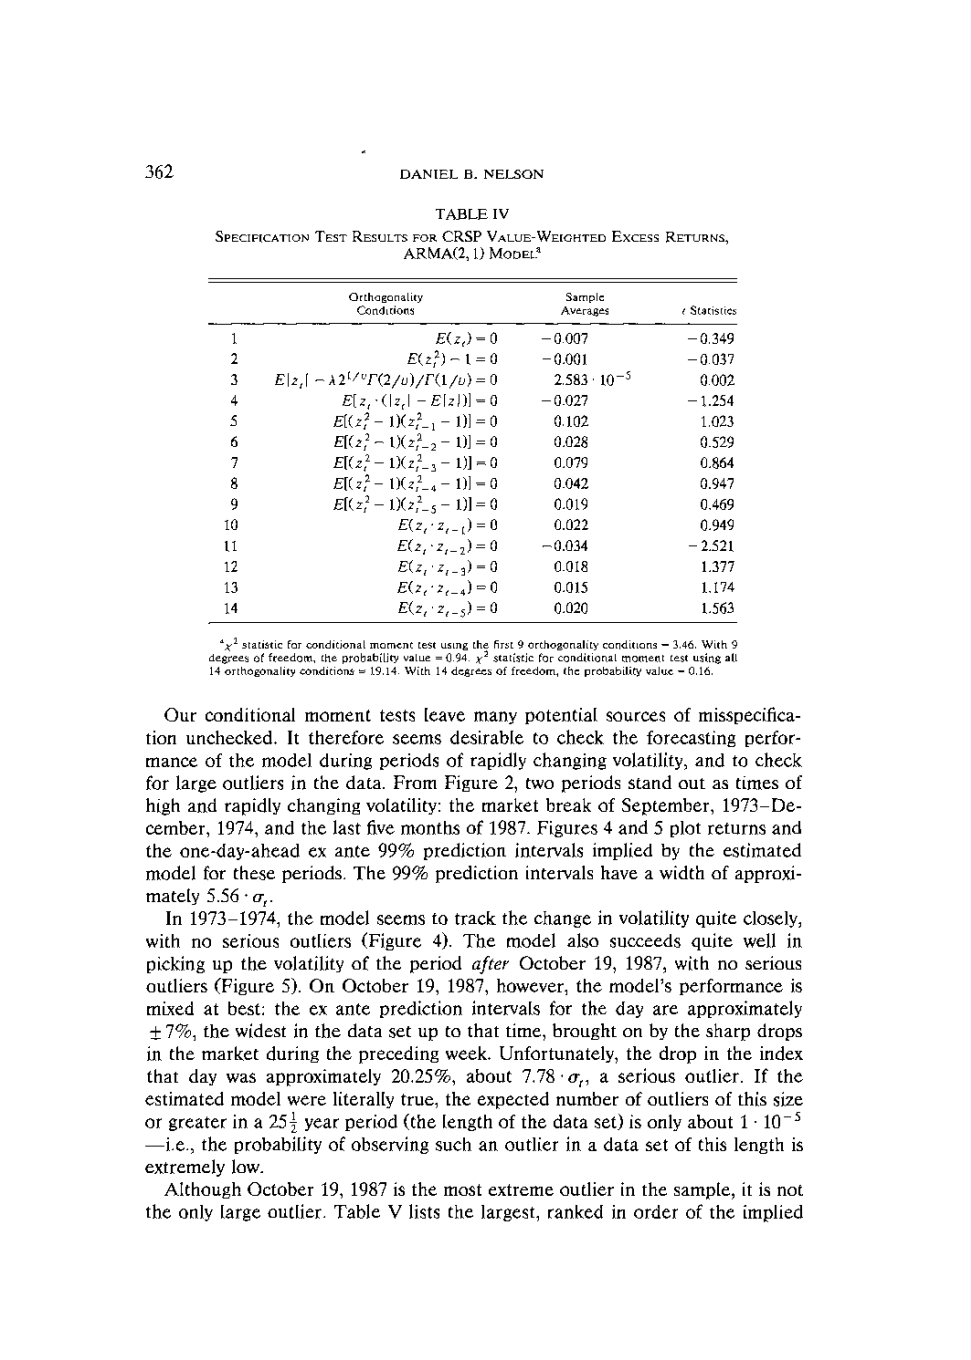 362
DANIEL B. NELSON
TABLE IV
SPECIFICATION TEST RESULTS FOR CRSP VALUE-WEIGHTED EXCESS RETURNS,
ARMA(2, 1) MODELᵃ
Orthogonality Conditions	Sample Averages	t Statistics
1	E(z_t) = 0	−0.007	−0.349
2	E(z_t²) − 1 = 0	−0.001	−0.037
3	E|z_t| − λ2^{1/υ}Γ(2/υ)/Γ(1/υ) = 0	2.583 · 10⁻⁵	0.002
4	E[z_t · (|z_t| − E|z|)] = 0	−0.027	−1.254
5	E[(z_t² − 1)(z²_{t−1} − 1)] = 0	0.102	1.023
6	E[(z_t² − 1)(z²_{t−2} − 1)] = 0	0.028	0.529
7	E[(z_t² − 1)(z²_{t−3} − 1)] = 0	0.079	0.864
8	E[(z_t² − 1)(z²_{t−4} − 1)] = 0	0.042	0.947
9	E[(z_t² − 1)(z²_{t−5} − 1)] = 0	0.019	0.469
10	E(z_t · z_{t−1}) = 0	0.022	0.949
11	E(z_t · z_{t−2}) = 0	−0.034	−2.521
12	E(z_t · z_{t−3}) = 0	0.018	1.377
13	E(z_t · z_{t−4}) = 0	0.015	1.174
14	E(z_t · z_{t−5}) = 0	0.020	1.563
ᵃχ² statistic for conditional moment test using the first 9 orthogonality conditions = 3.46. With 9
degrees of freedom, the probability value = 0.94. χ² statistic for conditional moment test using all
14 orthogonality conditions = 19.14. With 14 degrees of freedom, the probability value = 0.16.
Our conditional moment tests leave many potential sources of misspecifica-
tion unchecked. It therefore seems desirable to check the forecasting perfor-
mance of the model during periods of rapidly changing volatility, and to check
for large outliers in the data. From Figure 2, two periods stand out as times of
high and rapidly changing volatility: the market break of September, 1973–De-
cember, 1974, and the last five months of 1987. Figures 4 and 5 plot returns and
the one-day-ahead ex ante 99% prediction intervals implied by the estimated
model for these periods. The 99% prediction intervals have a width of approxi-
mately 5.56 · σ_t.
In 1973–1974, the model seems to track the change in volatility quite closely,
with no serious outliers (Figure 4). The model also succeeds quite well in
picking up the volatility of the period after October 19, 1987, with no serious
outliers (Figure 5). On October 19, 1987, however, the model's performance is
mixed at best: the ex ante prediction intervals for the day are approximately
±7%, the widest in the data set up to that time, brought on by the sharp drops
in the market during the preceding week. Unfortunately, the drop in the index
that day was approximately 20.25%, about 7.78 · σ_t, a serious outlier. If the
estimated model were literally true, the expected number of outliers of this size
or greater in a 25½ year period (the length of the data set) is only about 1 · 10⁻⁵
—i.e., the probability of observing such an outlier in a data set of this length is
extremely low.
Although October 19, 1987 is the most extreme outlier in the sample, it is not
the only large outlier. Table V lists the largest, ranked in order of the implied